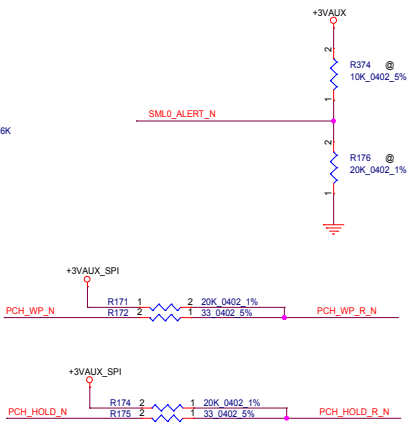 +3VAUX
2
R374 @
10K_0402_5%
1
SML0_ALERT_N
6K
2
R176 @
20K_0402_1%
1
+3VAUX_SPI
R171 1 2 20K_0402_1%
PCH_WP_N R172 2 1 33_0402_5% PCH_WP_R_N
+3VAUX_SPI
R174 2 1 20K_0402_1%
PCH_HOLD_N R175 2 1 33_0402_5% PCH_HOLD_R_N